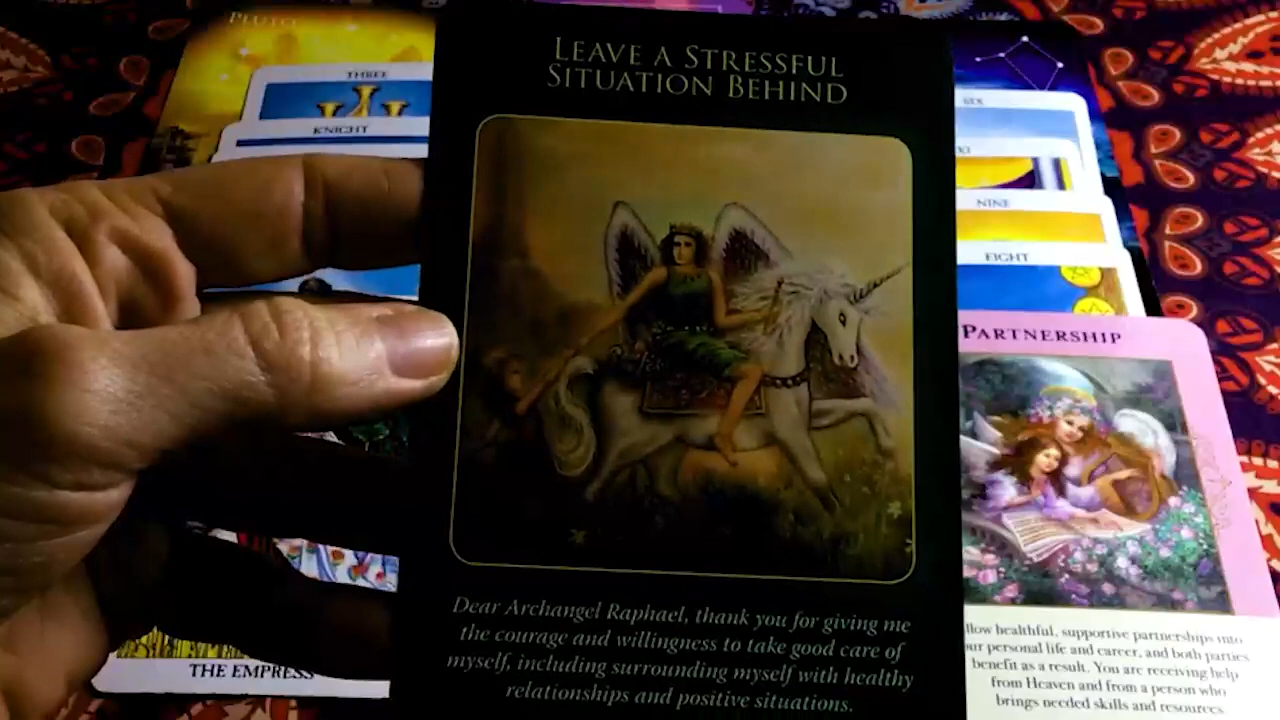 PLUTO
THREE
KNIGHT
THE EMPRESS
LEAVE A STRESSFUL
SITUATION BEHIND
Dear Archangel Raphael, thank you for giving me
the courage and willingness to take good care of
myself, including surrounding myself with healthy
relationships and positive situations.
SIX
XI
NINE
EIGHT
PARTNERSHIP
llow healthful, supportive partnerships into
ur personal life and career, and both parties
benefit as a result. You are receiving help
from Heaven and from a person who
brings needed skills and resources.